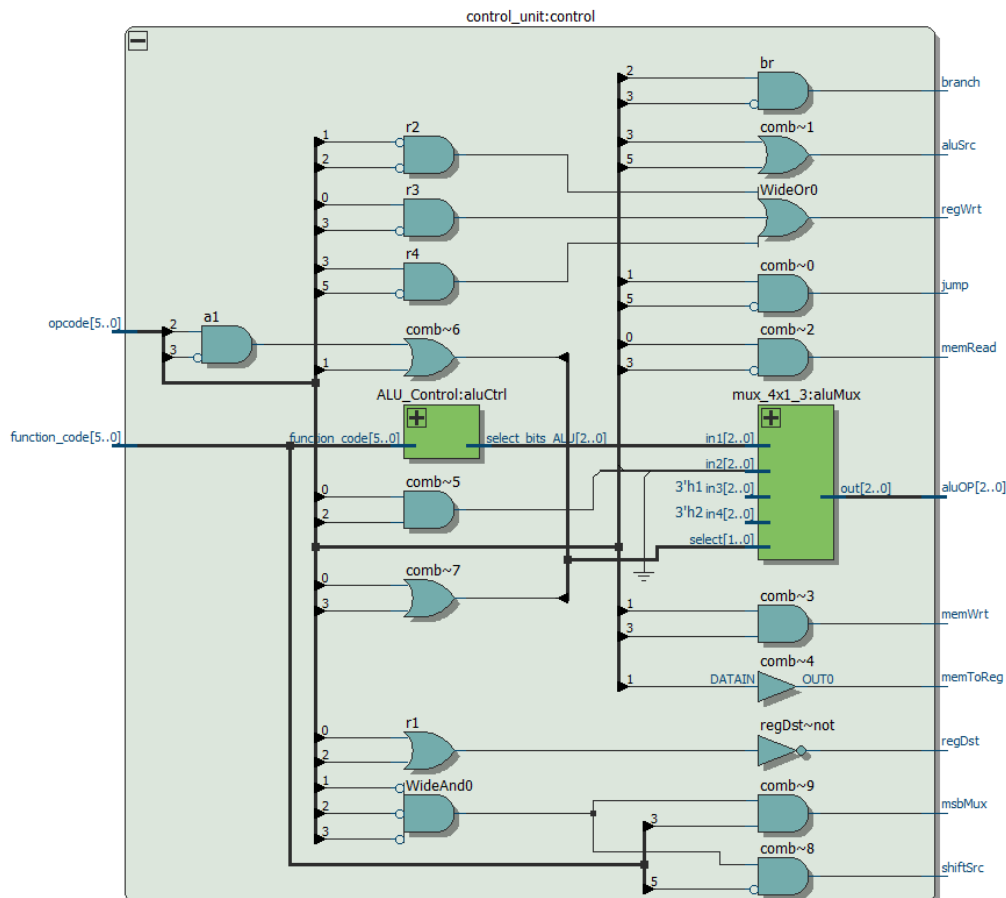 control_unit:control
br
2
3
branch
comb~1
3
5
aluSrc
r2
1
2
WideOr0
regWrt
r3
0
3
r4
3
5
comb~0
1
5
jump
opcode[5..0]
a1
2
3
comb~6
1
comb~2
0
3
memRead
ALU_Control:aluCtrl
function_code[5..0]
function_code[5..0]
select_bits_ALU[2..0]
mux_4x1_3:aluMux
in1[2..0]
in2[2..0]
3'h1 in3[2..0]
3'h2 in4[2..0]
select[1..0]
out[2..0]
aluOP[2..0]
comb~5
0
2
comb~7
0
3
comb~3
1
3
memWrt
comb~4
1
DATAIN
OUT0
memToReg
r1
0
2
regDst~not
regDst
WideAnd0
1
2
3
comb~9
3
msbMux
comb~8
5
shiftSrc